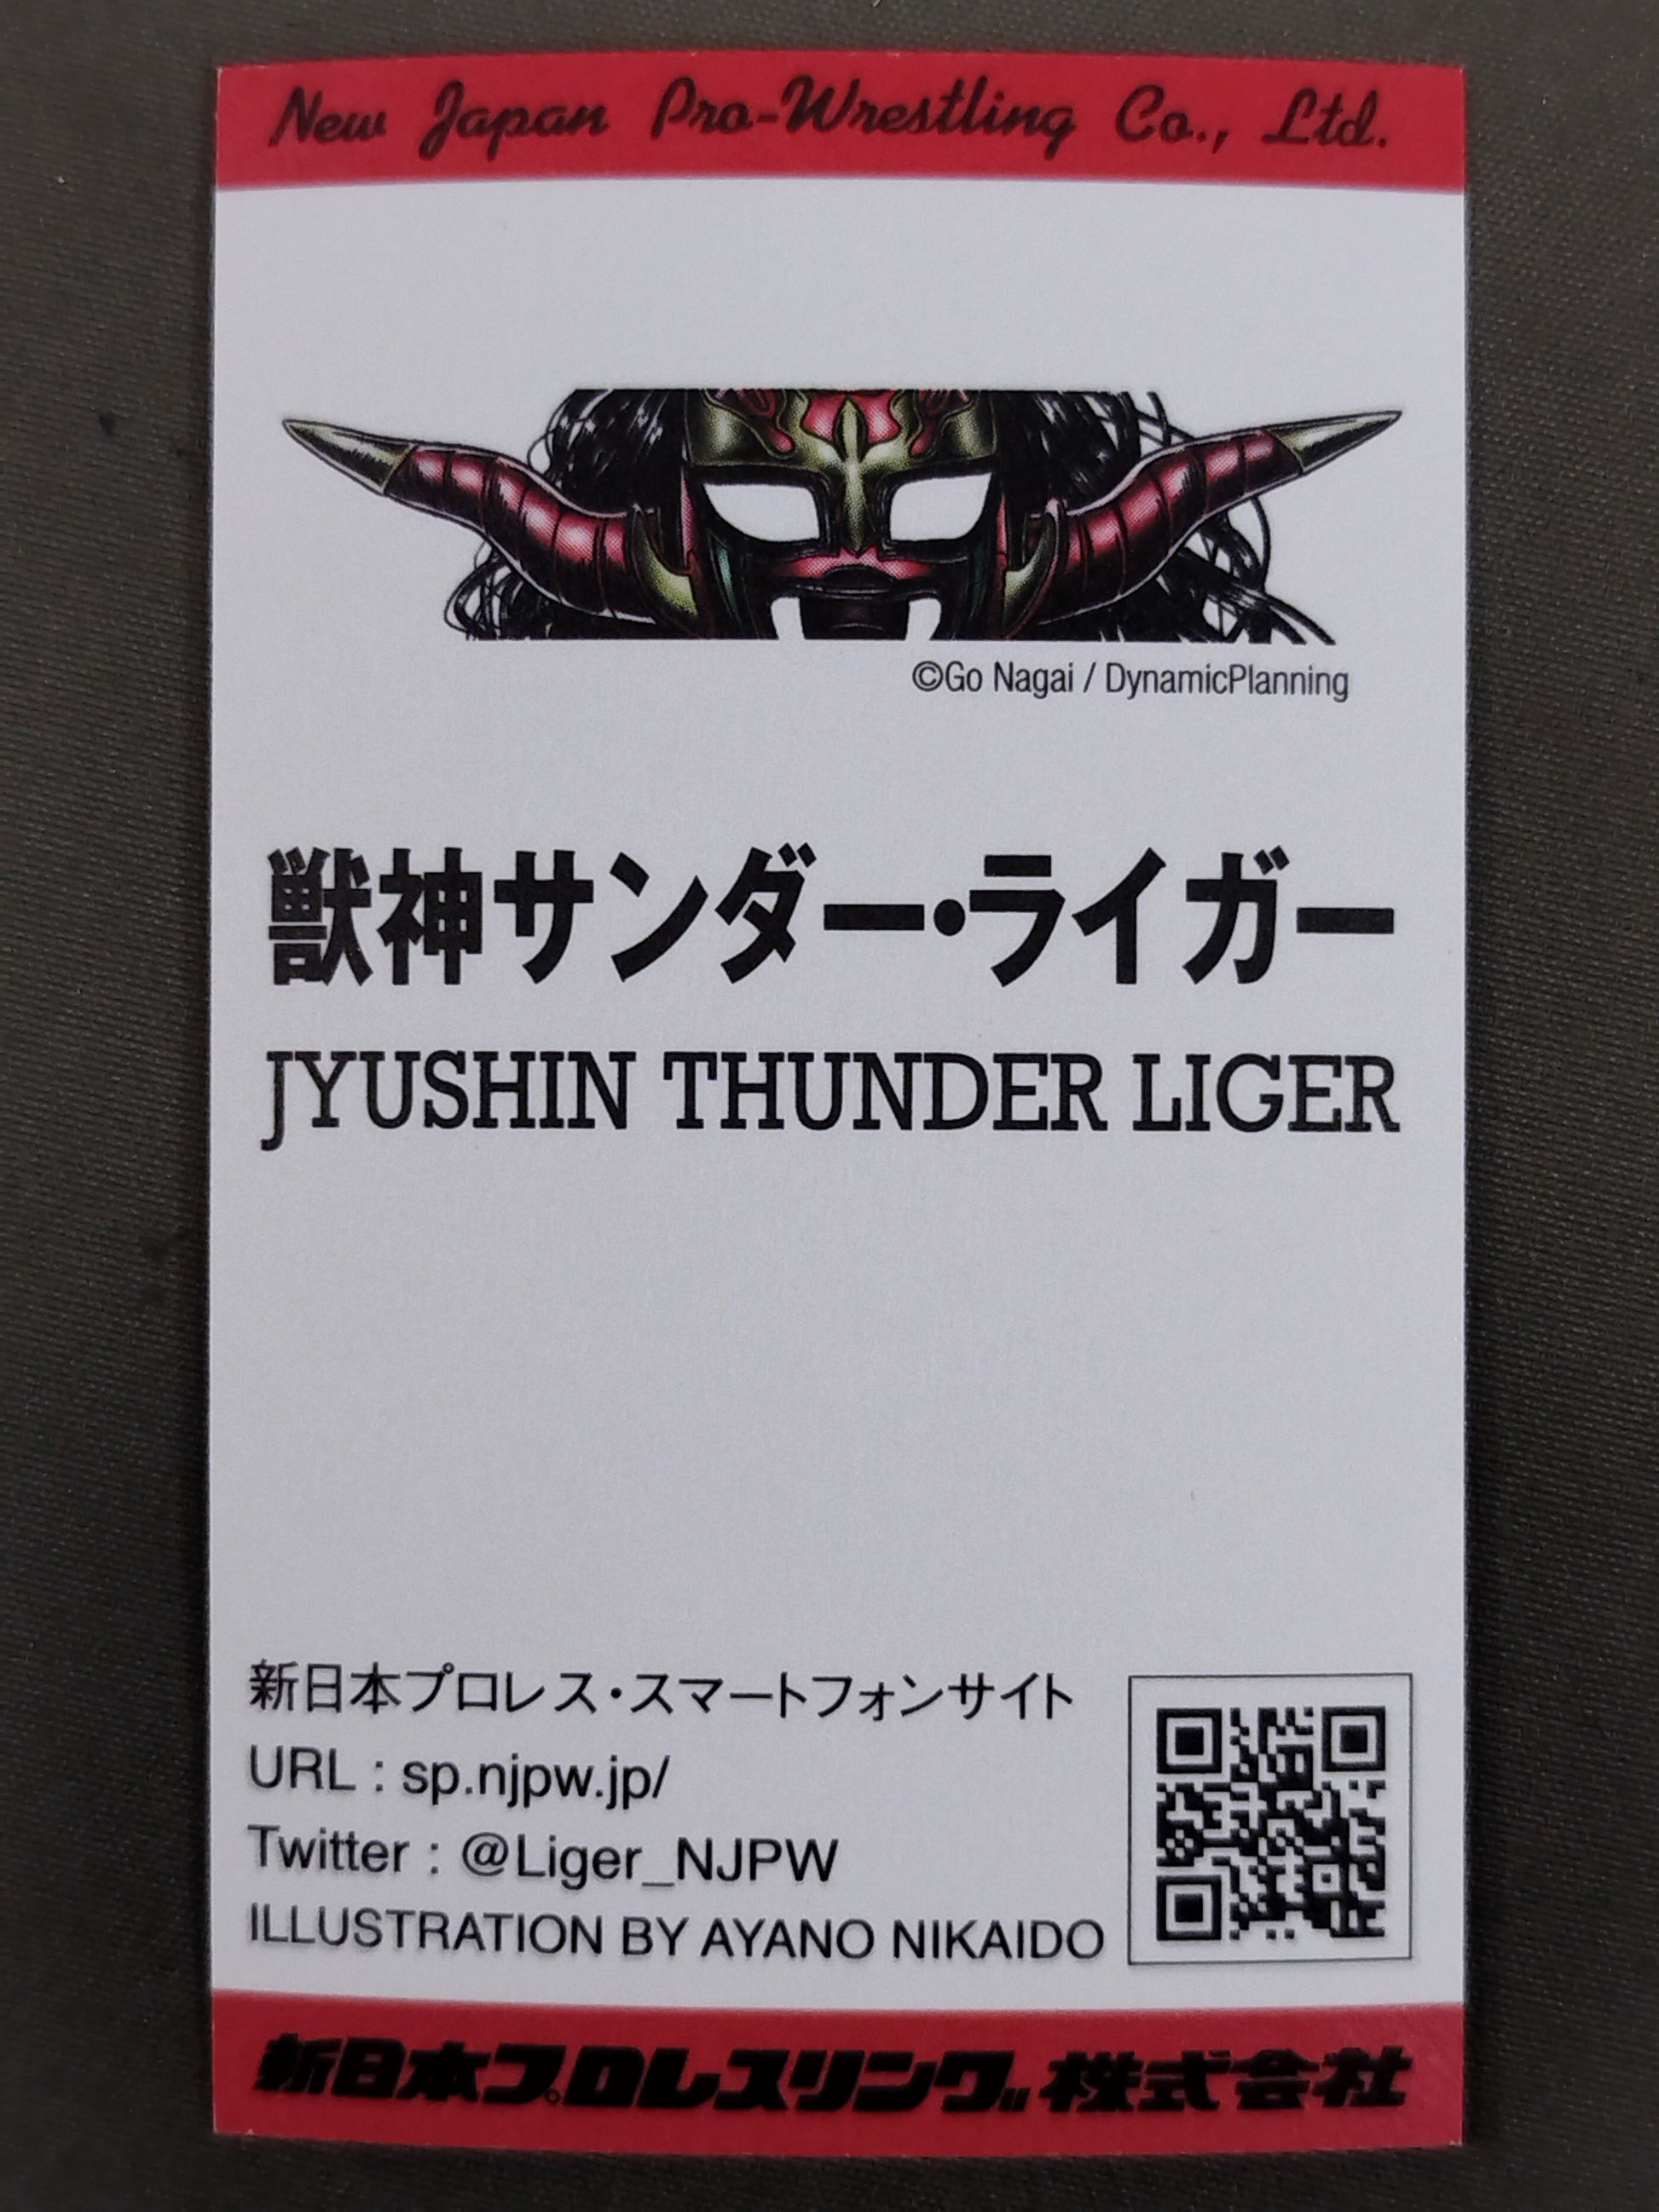 New Japan Pro-Wrestling Co., Ltd.
©Go Nagai / DynamicPlanning
獣神サンダー・ライガー
JYUSHIN THUNDER LIGER
新日本プロレス・スマートフォンサイト
URL : sp.njpw.jp/
Twitter : @Liger_NJPW
ILLUSTRATION BY AYANO NIKAIDO
新日本プロレスリング株式会社